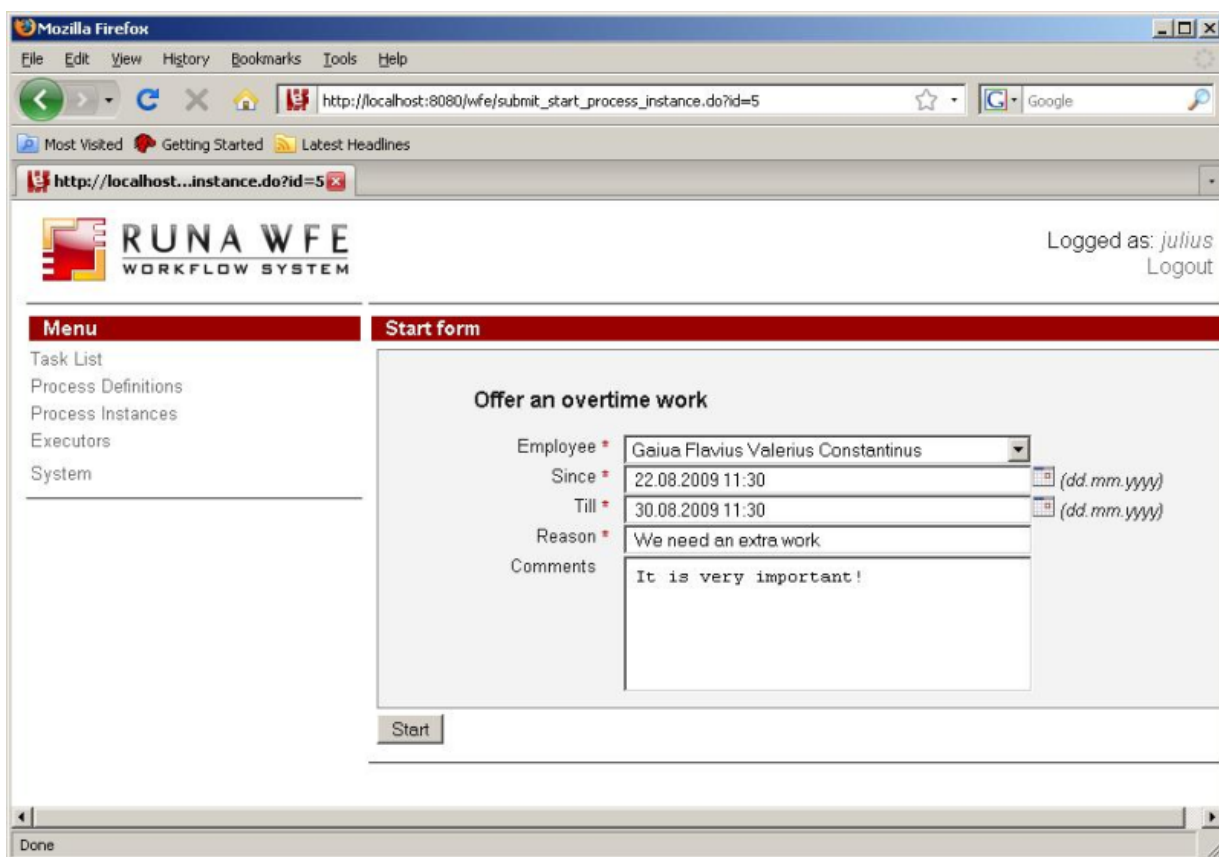 Mozilla Firefox
File Edit View History Bookmarks Tools Help
http://localhost:8080/wfe/submit_start_process_instance.do?id=5
G Google
Most Visited Getting Started Latest Headlines
http://localhost...instance.do?id=5
RUNA WFE
WORKFLOW SYSTEM
Logged as: julius
Logout
Menu
Task List
Process Definitions
Process Instances
Executors
System
Start form
Offer an overtime work
Employee * Gaiua Flavius Valerius Constantinus
Since * 22.08.2009 11:30 (dd.mm.yyyy)
Till * 30.08.2009 11:30 (dd.mm.yyyy)
Reason * We need an extra work
Comments It is very important!
Start
Done